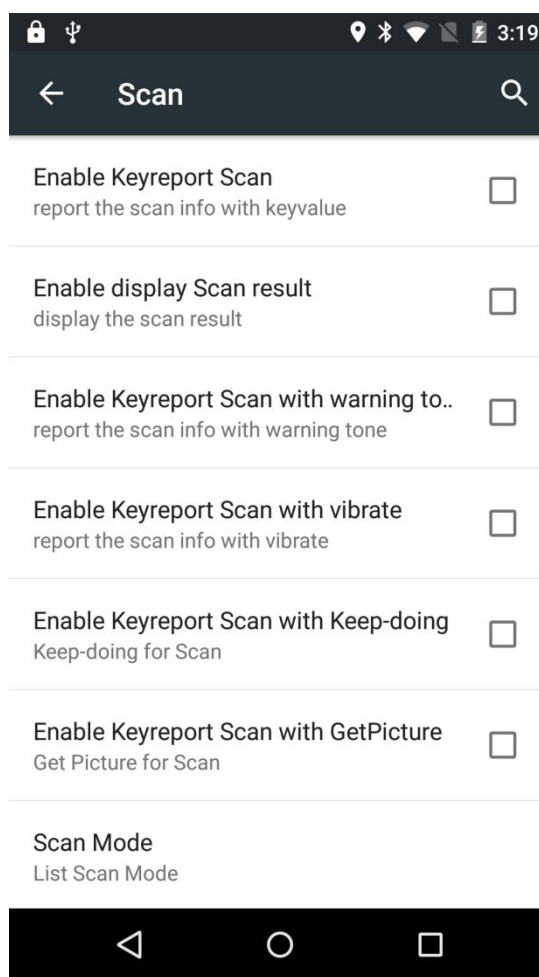 3:19
Scan
Enable Keyreport Scan
report the scan info with keyvalue
Enable display Scan result
display the scan result
Enable Keyreport Scan with warning to..
report the scan info with warning tone
Enable Keyreport Scan with vibrate
report the scan info with vibrate
Enable Keyreport Scan with Keep-doing
Keep-doing for Scan
Enable Keyreport Scan with GetPicture
Get Picture for Scan
Scan Mode
List Scan Mode